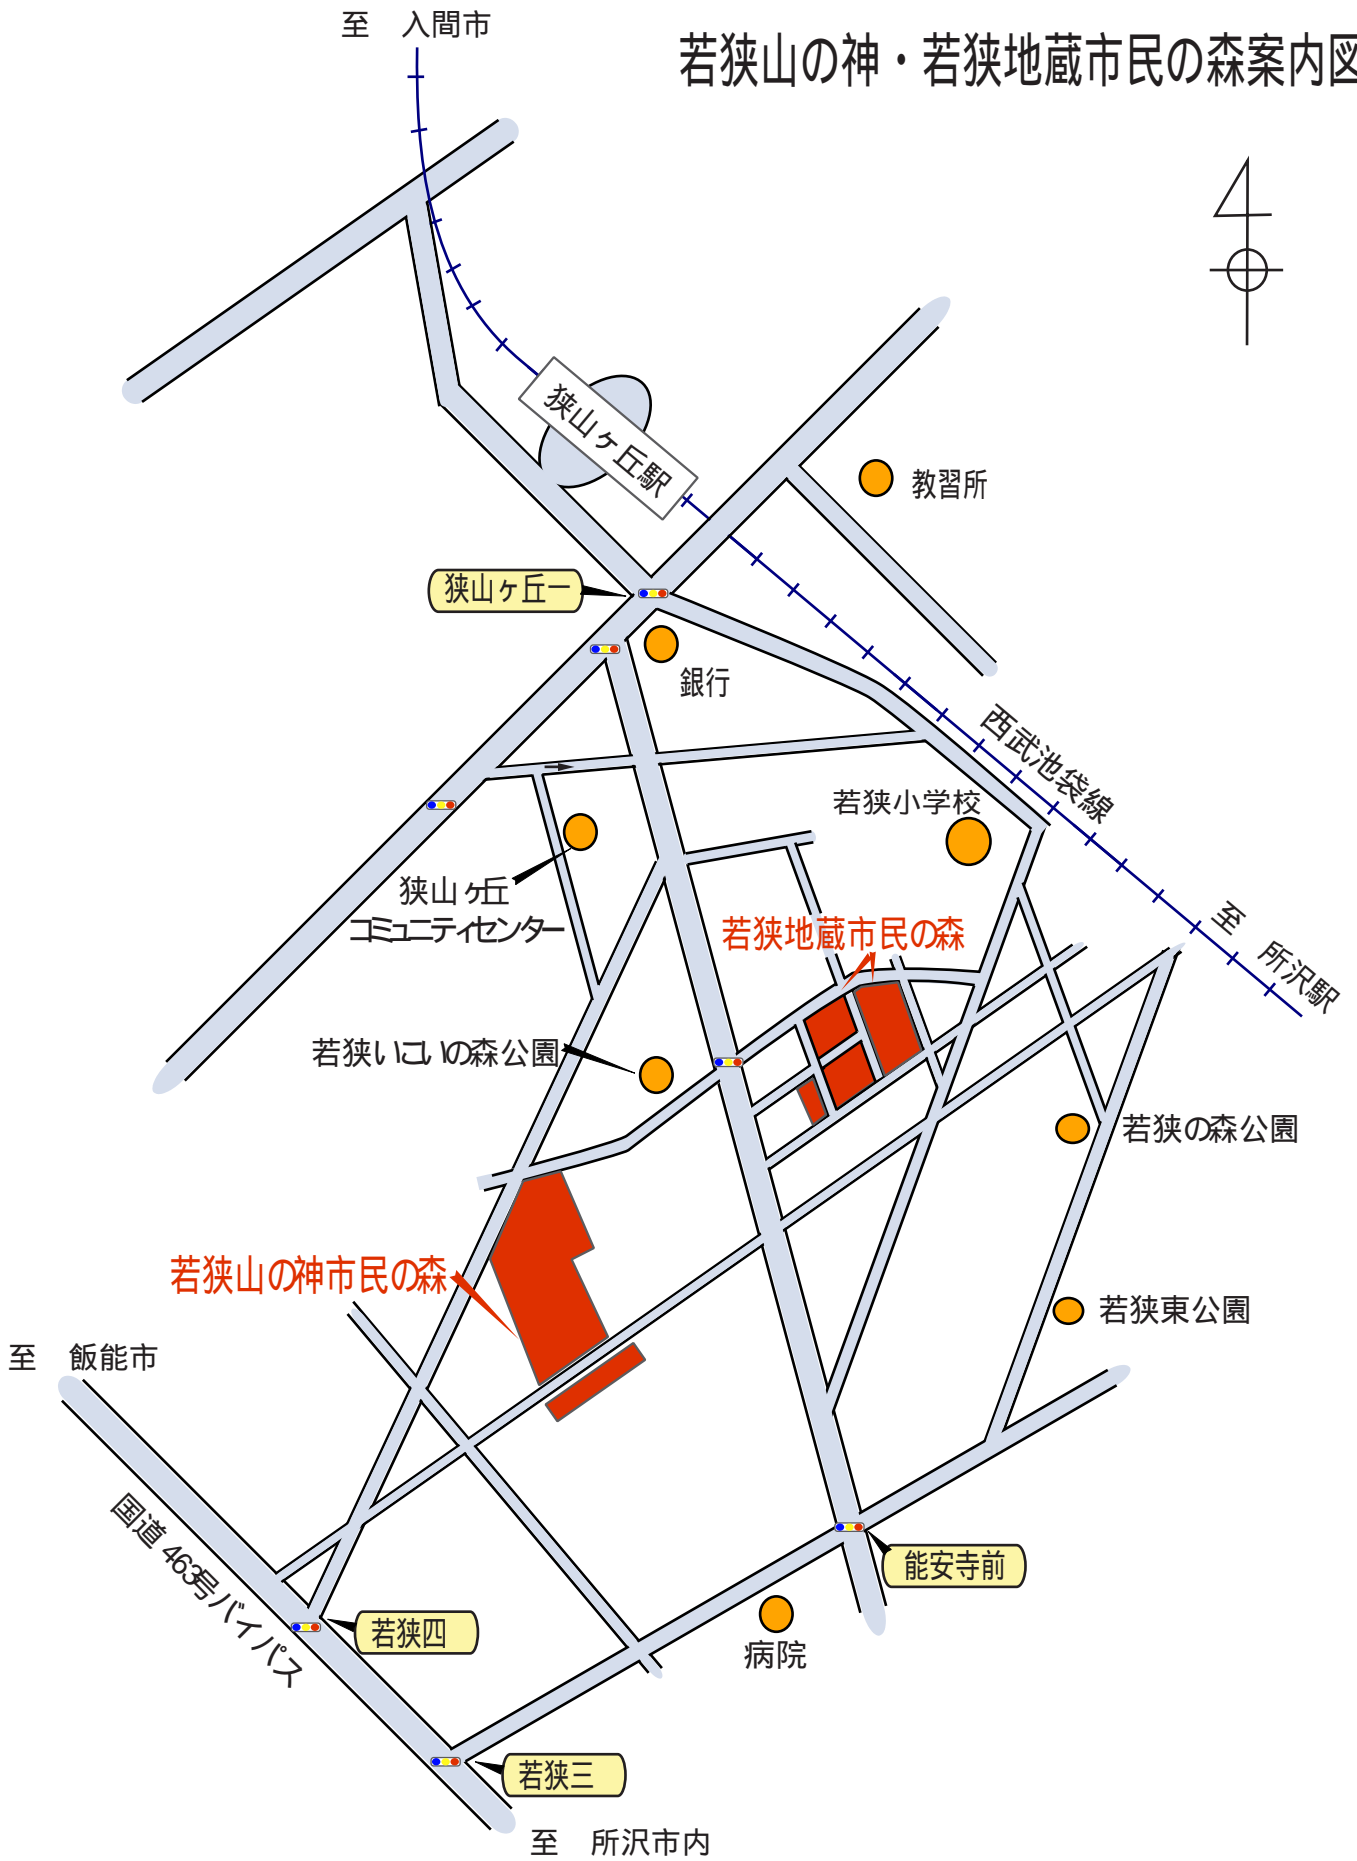 至　入間市
若狭山の神・若狭地蔵市民の森案内図
狭山ヶ丘駅
教習所
狭山ヶ丘一
銀行
西武池袋線
若狭小学校
狭山ヶ丘
コミュニティセンター
若狭地蔵市民の森
至　所沢駅
若狭いこいの森公園
若狭の森公園
若狭山の神市民の森
若狭東公園
至　飯能市
国道463号バイパス
能安寺前
若狭四
病院
若狭三
至　所沢市内